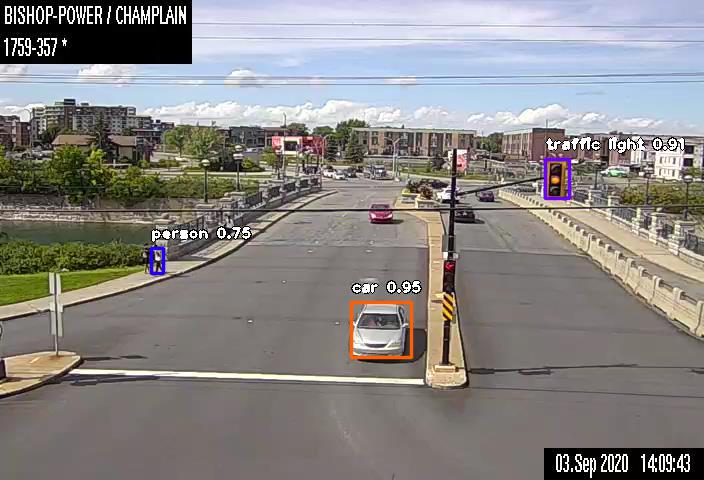 BISHOP-POWER / CHAMPLAIN
1759-357 *
traffic light 0.91
person 0.75
car 0.95
03.Sep 2020 14:09:43